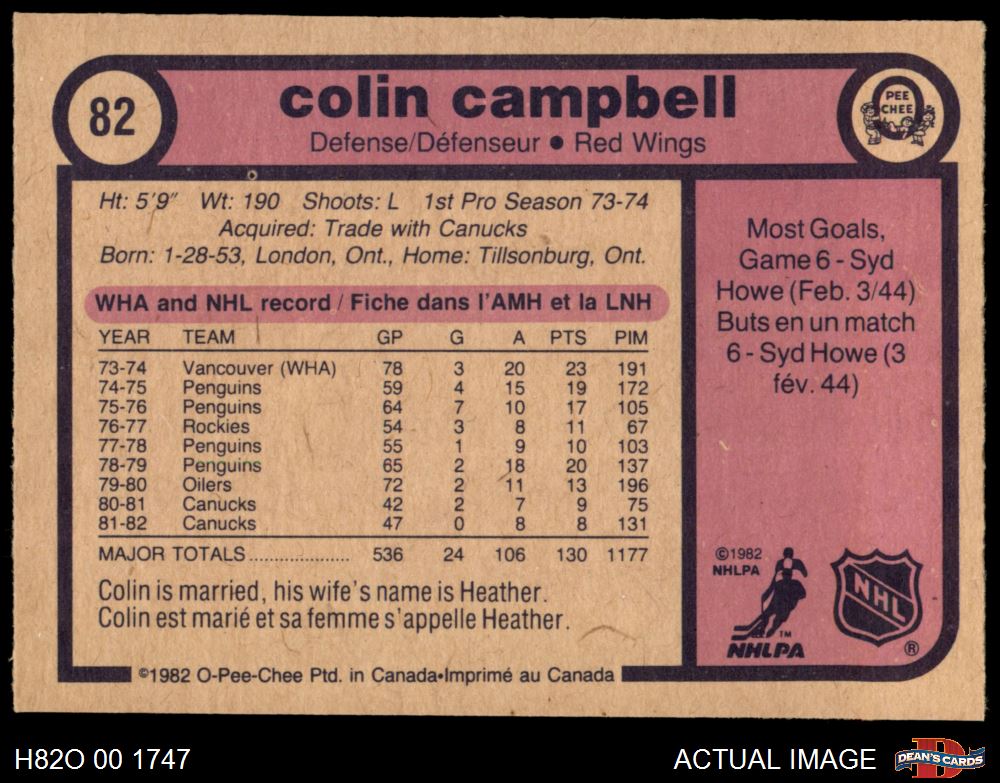 82
colin campbell
Defense/Défenseur • Red Wings
O
PEE
CHEE
Ht: 5'9" Wt: 190 Shoots: L 1st Pro Season 73-74
Acquired: Trade with Canucks
Born: 1-28-53, London, Ont., Home: Tillsonburg, Ont.
WHA and NHL record / Fiche dans l'AMH et la LNH
YEAR TEAM GP G A PTS PIM
73-74 Vancouver (WHA) 78 3 20 23 191
74-75 Penguins 59 4 15 19 172
75-76 Penguins 64 7 10 17 105
76-77 Rockies 54 3 8 11 67
77-78 Penguins 55 1 9 10 103
78-79 Penguins 65 2 18 20 137
79-80 Oilers 72 2 11 13 196
80-81 Canucks 42 2 7 9 75
81-82 Canucks 47 0 8 8 131
MAJOR TOTALS................... 536 24 106 130 1177
Colin is married, his wife's name is Heather.
Colin est marié et sa femme s'appelle Heather.
©1982 O-Pee-Chee Ptd. in Canada•Imprimé au Canada
Most Goals,
Game 6 - Syd
Howe (Feb. 3/44)
Buts en un match
6 - Syd Howe (3
fév. 44)
©1982
NHLPA
TM
NHLPA
NHL
®
H82O 00 1747
ACTUAL IMAGE
D
DEAN'S CARDS